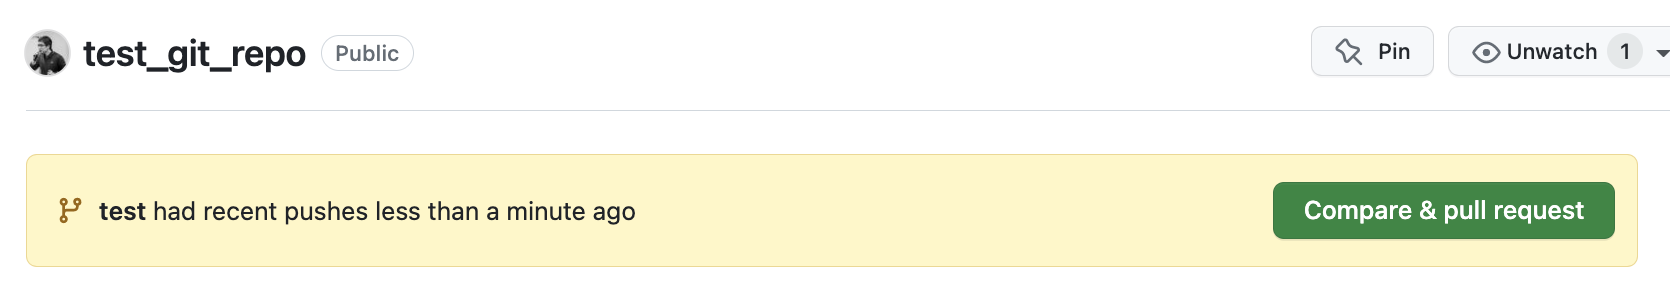 test_git_repo Public Pin Unwatch 1
test had recent pushes less than a minute ago Compare & pull request